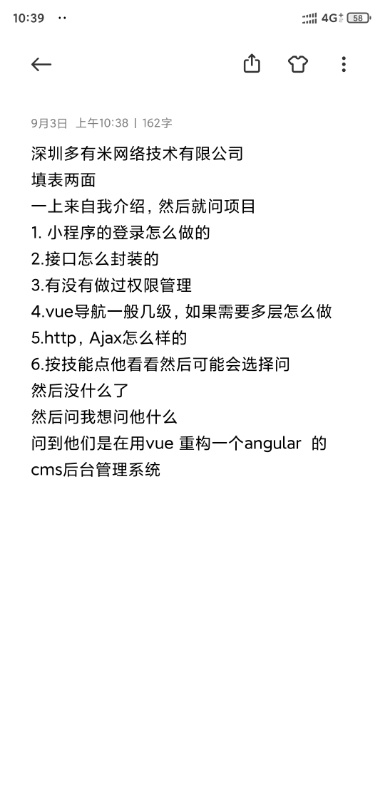 10:39
4G+
58
9月3日 上午10:38 | 162字
深圳多有米网络技术有限公司
填表两面
一上来自我介绍，然后就问项目
1. 小程序的登录怎么做的
2.接口怎么封装的
3.有没有做过权限管理
4.vue导航一般几级，如果需要多层怎么做
5.http，Ajax怎么样的
6.按技能点他看看然后可能会选择问
然后没什么了
然后问我想问他什么
问到他们是在用vue 重构一个angular  的
cms后台管理系统